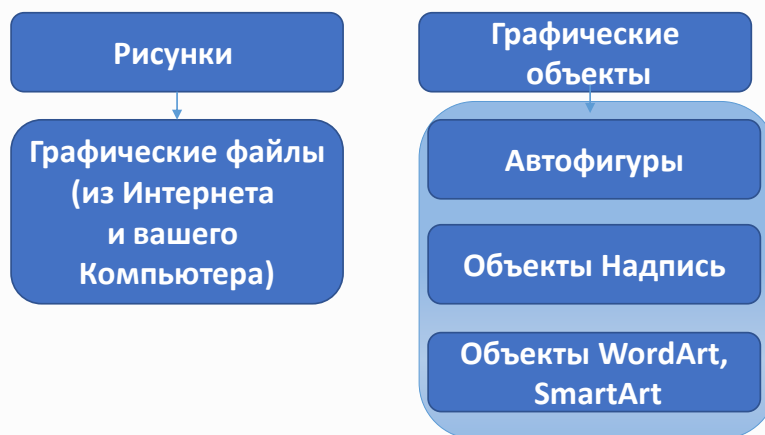 Рисунки
Графические файлы
(из Интернета
и вашего
Компьютера)
Графические
объекты
Автофигуры
Объекты Надпись
Объекты WordArt,
SmartArt